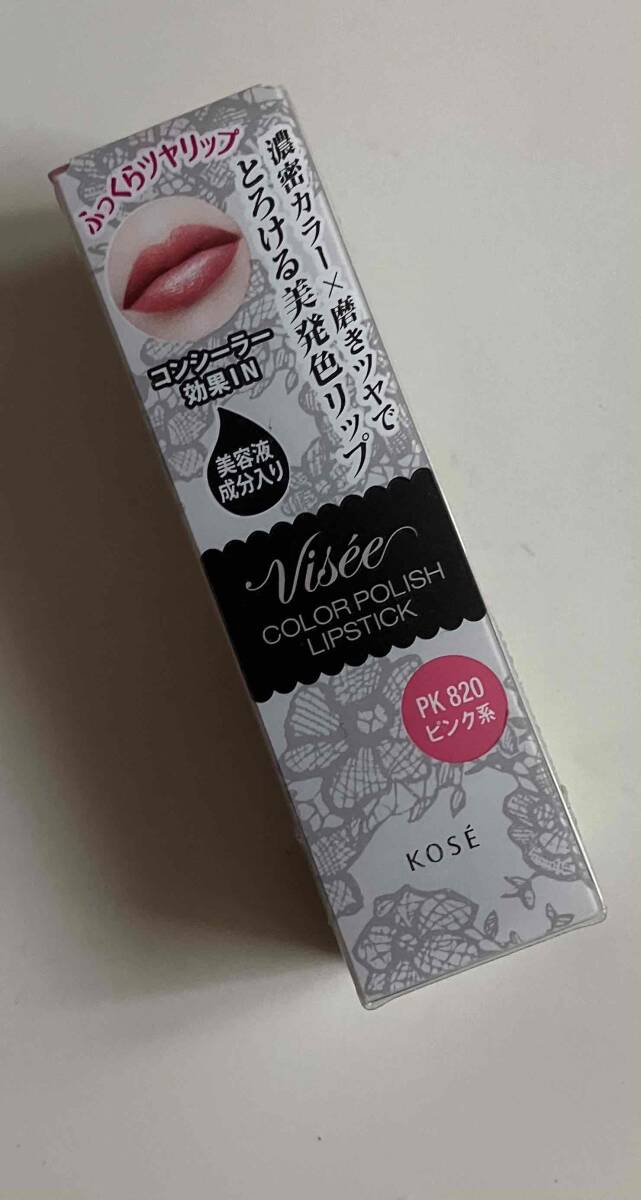 ふっくらツヤリップ
濃密カラー×磨きツヤで
とろける美発色リップ
コンシーラー
効果IN
美容液
成分入り
Visée
COLOR POLISH
LIPSTICK
PK 820
ピンク系
KOSÉ